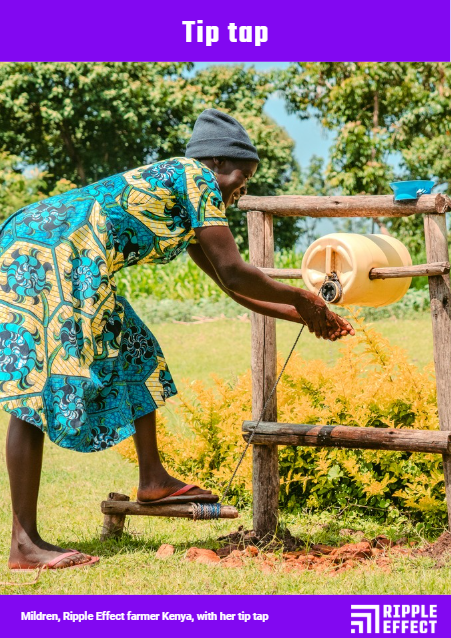 Tip tap
Mildren, Ripple Effect farmer Kenya, with her tip tap
RIPPLE
EFFECT